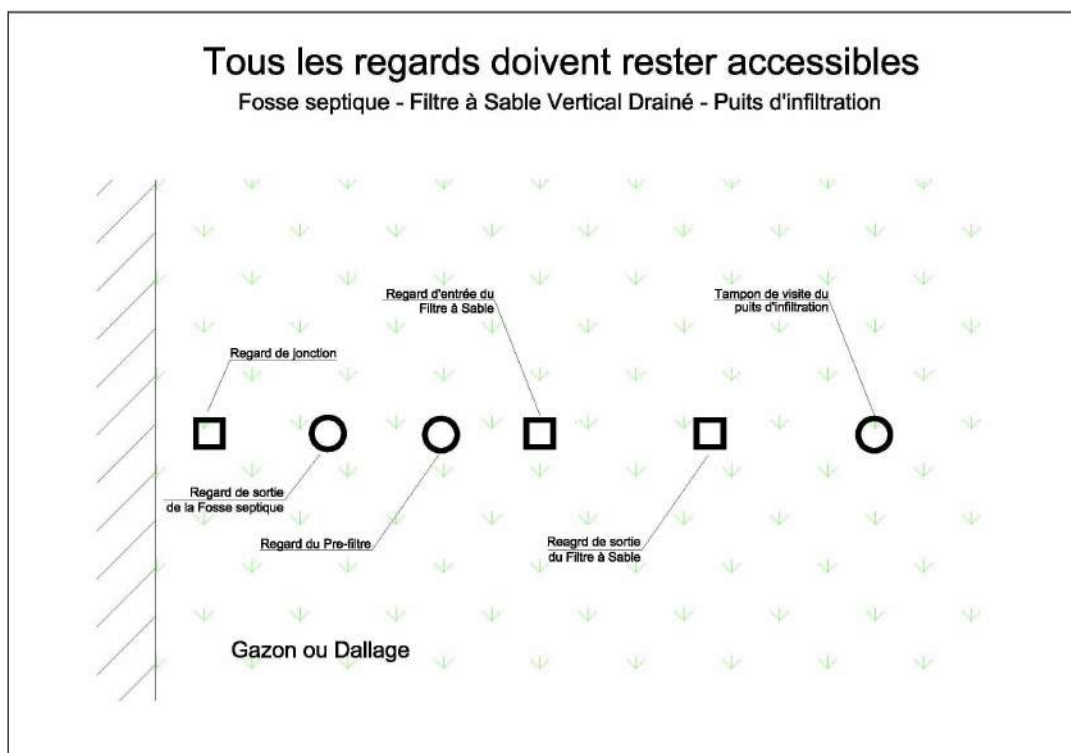 Tous les regards doivent rester accessibles
Fosse septique - Filtre à Sable Vertical Drainé - Puits d'infiltration
Regard d'entrée du
Filtre à Sable
Tampon de visite du
puits d'infiltration
Regard de jonction
Regard de sortie
de la Fosse septique
Regard du Pre-filtre
Reagrd de sortie
du Filtre à Sable
Gazon ou Dallage